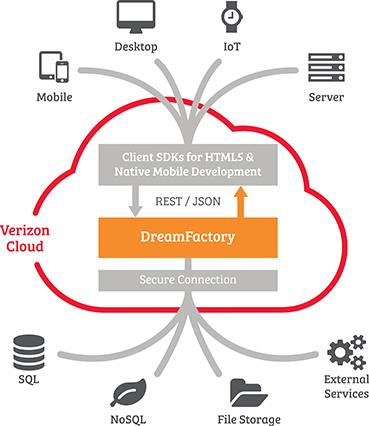 Desktop
IoT
Mobile
Server
Client SDKs for HTML5 &
Native Mobile Development
REST / JSON
Verizon
Cloud
DreamFactory
Secure Connection
SQL
NoSQL
File Storage
External
Services